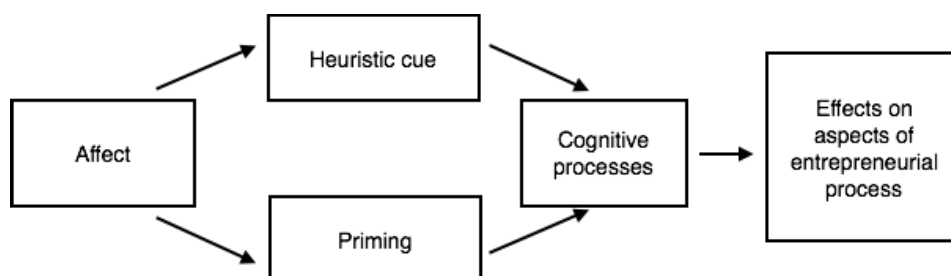 Heuristic cue
Affect
Cognitive
processes
Effects on
aspects of
entrepreneurial
process
Priming